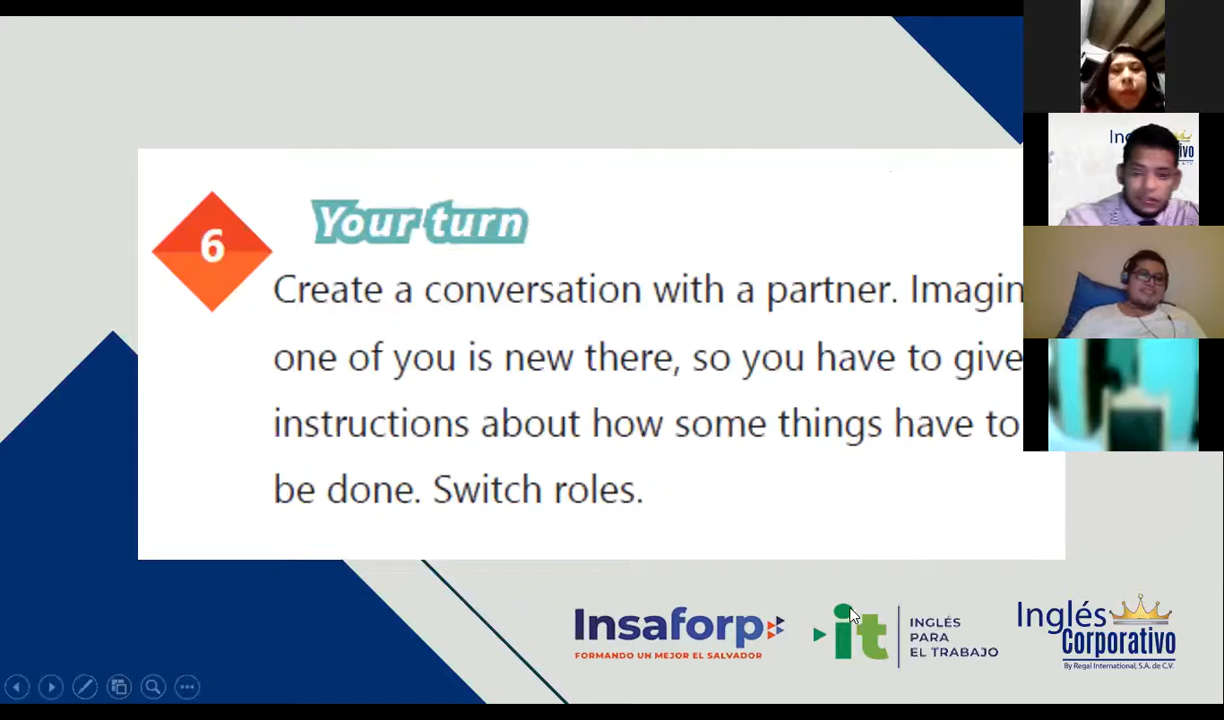 6
Your turn
Create a conversation with a partner. Imagin
one of you is new there, so you have to give
instructions about how some things have to
be done. Switch roles.
Insaforp
FORMANDO UN MEJOR EL SALVADOR
it
INGLÉS
PARA
EL TRABAJO
Inglés
Corporativo
By Regal International, S.A. de C.V.